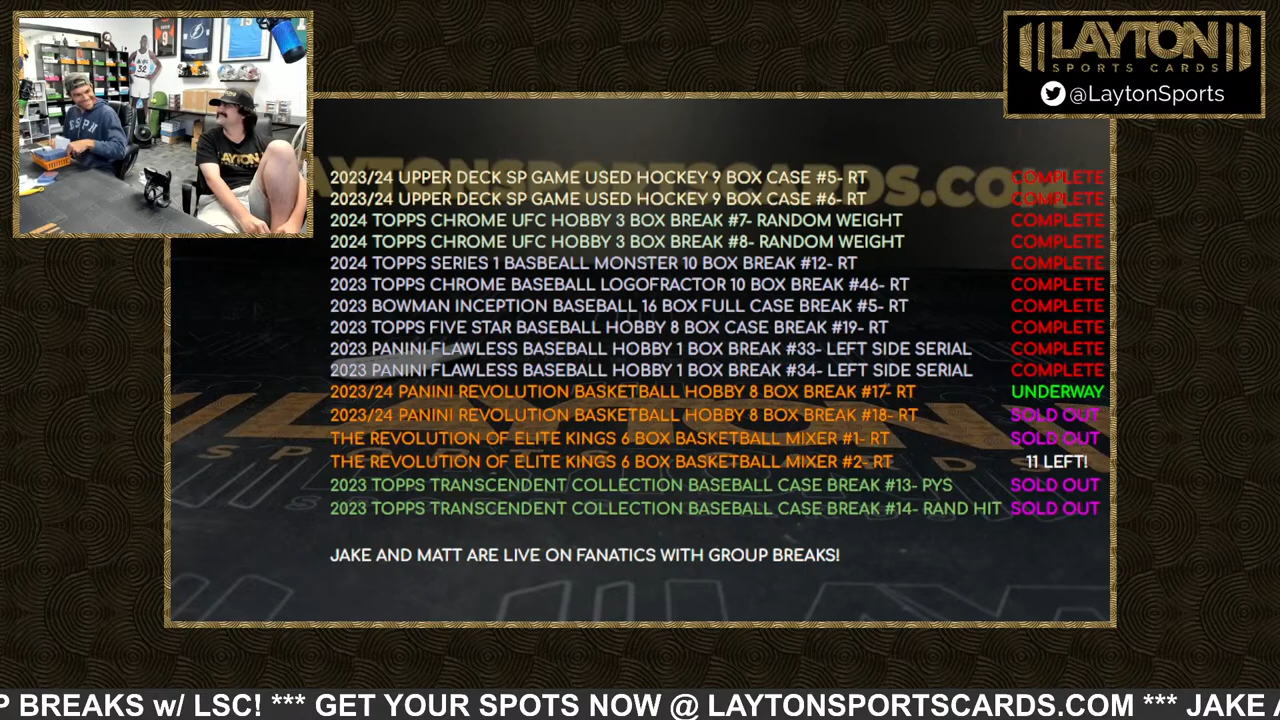 LAYTON
SPORTS CARDS
@LaytonSports
LAYTONSPORTSCARDS.COM
2023/24 UPPER DECK SP GAME USED HOCKEY 9 BOX CASE #5- RT COMPLETE
2023/24 UPPER DECK SP GAME USED HOCKEY 9 BOX CASE #6- RT COMPLETE
2024 TOPPS CHROME UFC HOBBY 3 BOX BREAK #7- RANDOM WEIGHT COMPLETE
2024 TOPPS CHROME UFC HOBBY 3 BOX BREAK #8- RANDOM WEIGHT COMPLETE
2024 TOPPS SERIES 1 BASBEALL MONSTER 10 BOX BREAK #12- RT COMPLETE
2023 TOPPS CHROME BASEBALL LOGOFRACTOR 10 BOX BREAK #46- RT COMPLETE
2023 BOWMAN INCEPTION BASEBALL 16 BOX FULL CASE BREAK #5- RT COMPLETE
2023 TOPPS FIVE STAR BASEBALL HOBBY 8 BOX CASE BREAK #19- RT COMPLETE
2023 PANINI FLAWLESS BASEBALL HOBBY 1 BOX BREAK #33- LEFT SIDE SERIAL COMPLETE
2023 PANINI FLAWLESS BASEBALL HOBBY 1 BOX BREAK #34- LEFT SIDE SERIAL COMPLETE
2023/24 PANINI REVOLUTION BASKETBALL HOBBY 8 BOX BREAK #17- RT UNDERWAY
2023/24 PANINI REVOLUTION BASKETBALL HOBBY 8 BOX BREAK #18- RT SOLD OUT
THE REVOLUTION OF ELITE KINGS 6 BOX BASKETBALL MIXER #1- RT SOLD OUT
THE REVOLUTION OF ELITE KINGS 6 BOX BASKETBALL MIXER #2- RT 11 LEFT!
2023 TOPPS TRANSCENDENT COLLECTION BASEBALL CASE BREAK #13- PYS SOLD OUT
2023 TOPPS TRANSCENDENT COLLECTION BASEBALL CASE BREAK #14- RAND HIT SOLD OUT
JAKE AND MATT ARE LIVE ON FANATICS WITH GROUP BREAKS!
P BREAKS w/ LSC! *** GET YOUR SPOTS NOW @ LAYTONSPORTSCARDS.COM *** JAKE